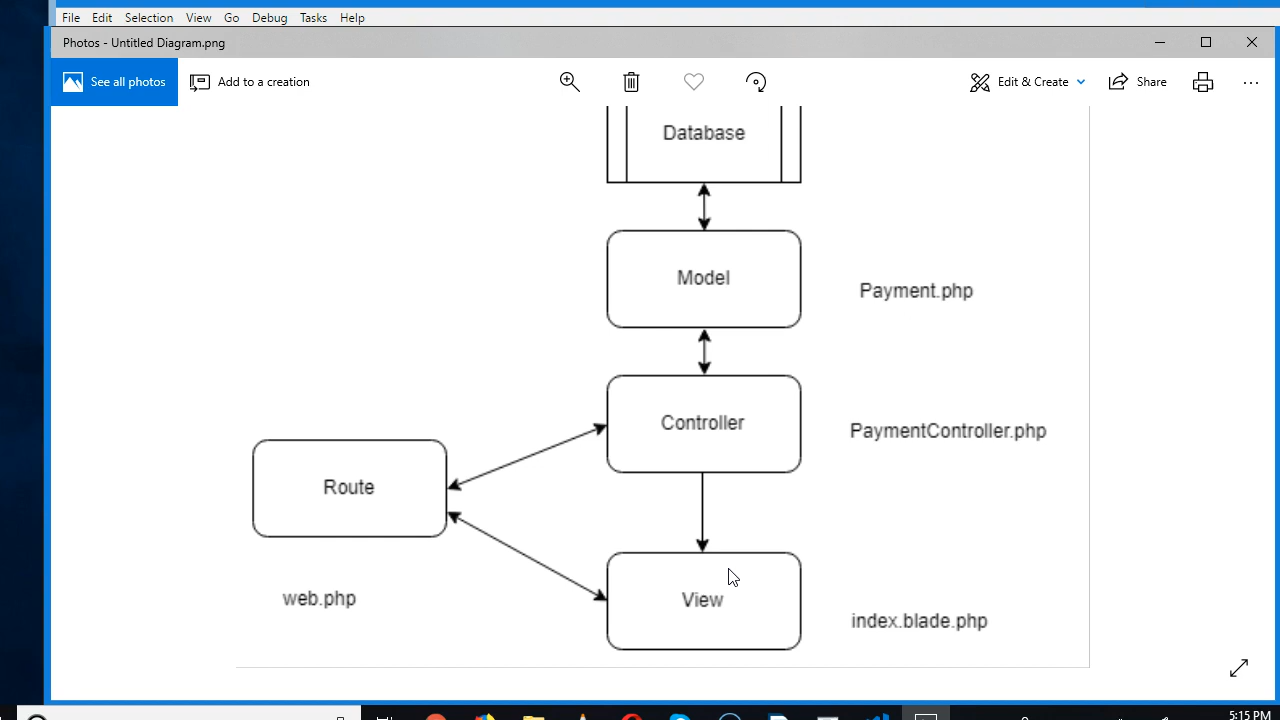 File Edit Selection View Go Debug Tasks Help
Photos - Untitled Diagram.png
See all photos Add to a creation Edit & Create Share
Database
Model
Payment.php
Controller
PaymentController.php
Route
web.php
View
index.blade.php
5:15 PM